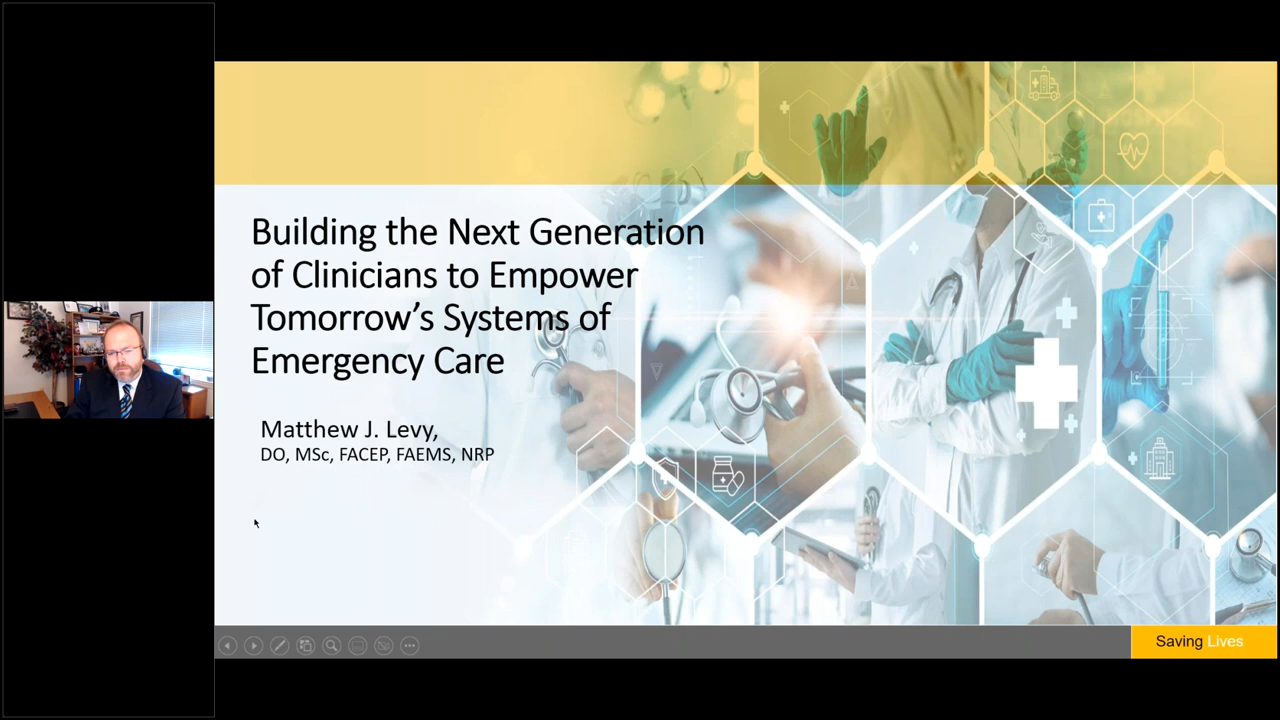 Building the Next Generation
of Clinicians to Empower
Tomorrow’s Systems of
Emergency Care
Matthew J. Levy,
DO, MSc, FACEP, FAEMS, NRP
Saving Lives